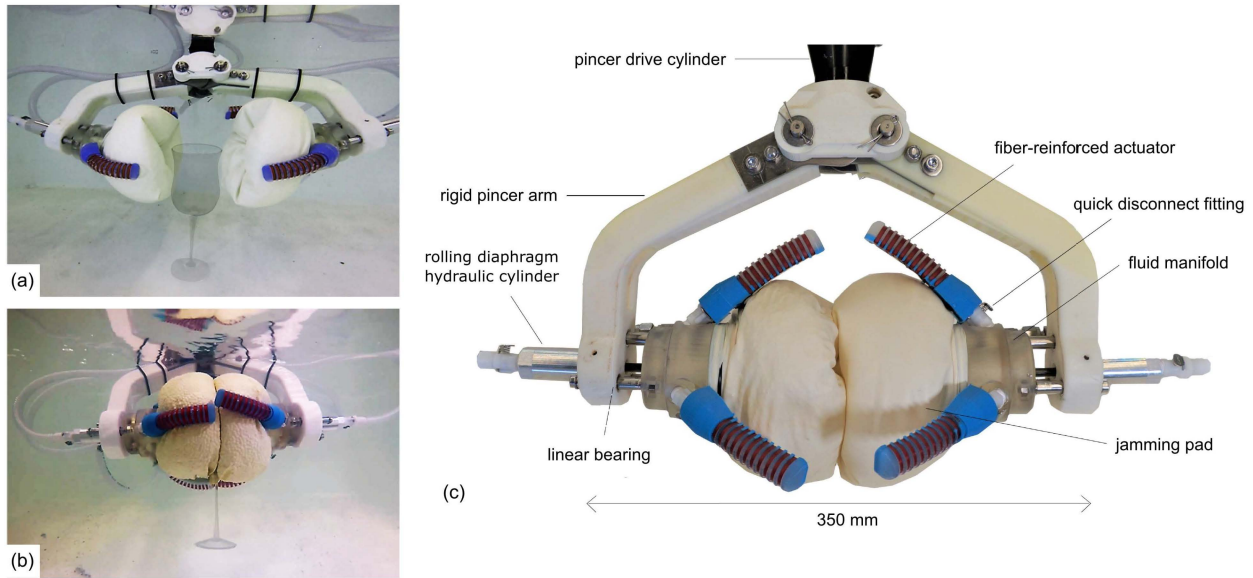 (a)
(b)
pincer drive cylinder
fiber-reinforced actuator
rigid pincer arm
quick disconnect fitting
rolling diaphragm
hydraulic cylinder
fluid manifold
linear bearing
jamming pad
(c)
350 mm